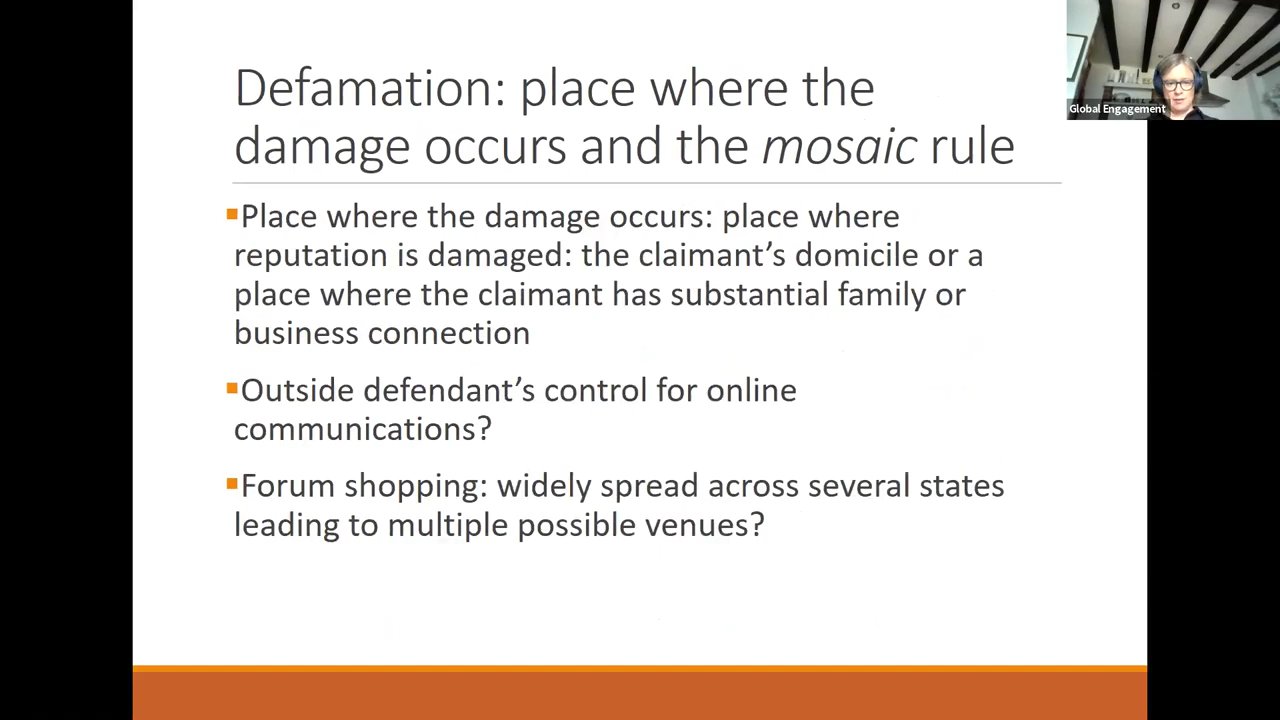 Defamation: place where the
damage occurs and the mosaic rule
Global Engagement
▪Place where the damage occurs: place where
reputation is damaged: the claimant’s domicile or a
place where the claimant has substantial family or
business connection
▪Outside defendant’s control for online
communications?
▪Forum shopping: widely spread across several states
leading to multiple possible venues?